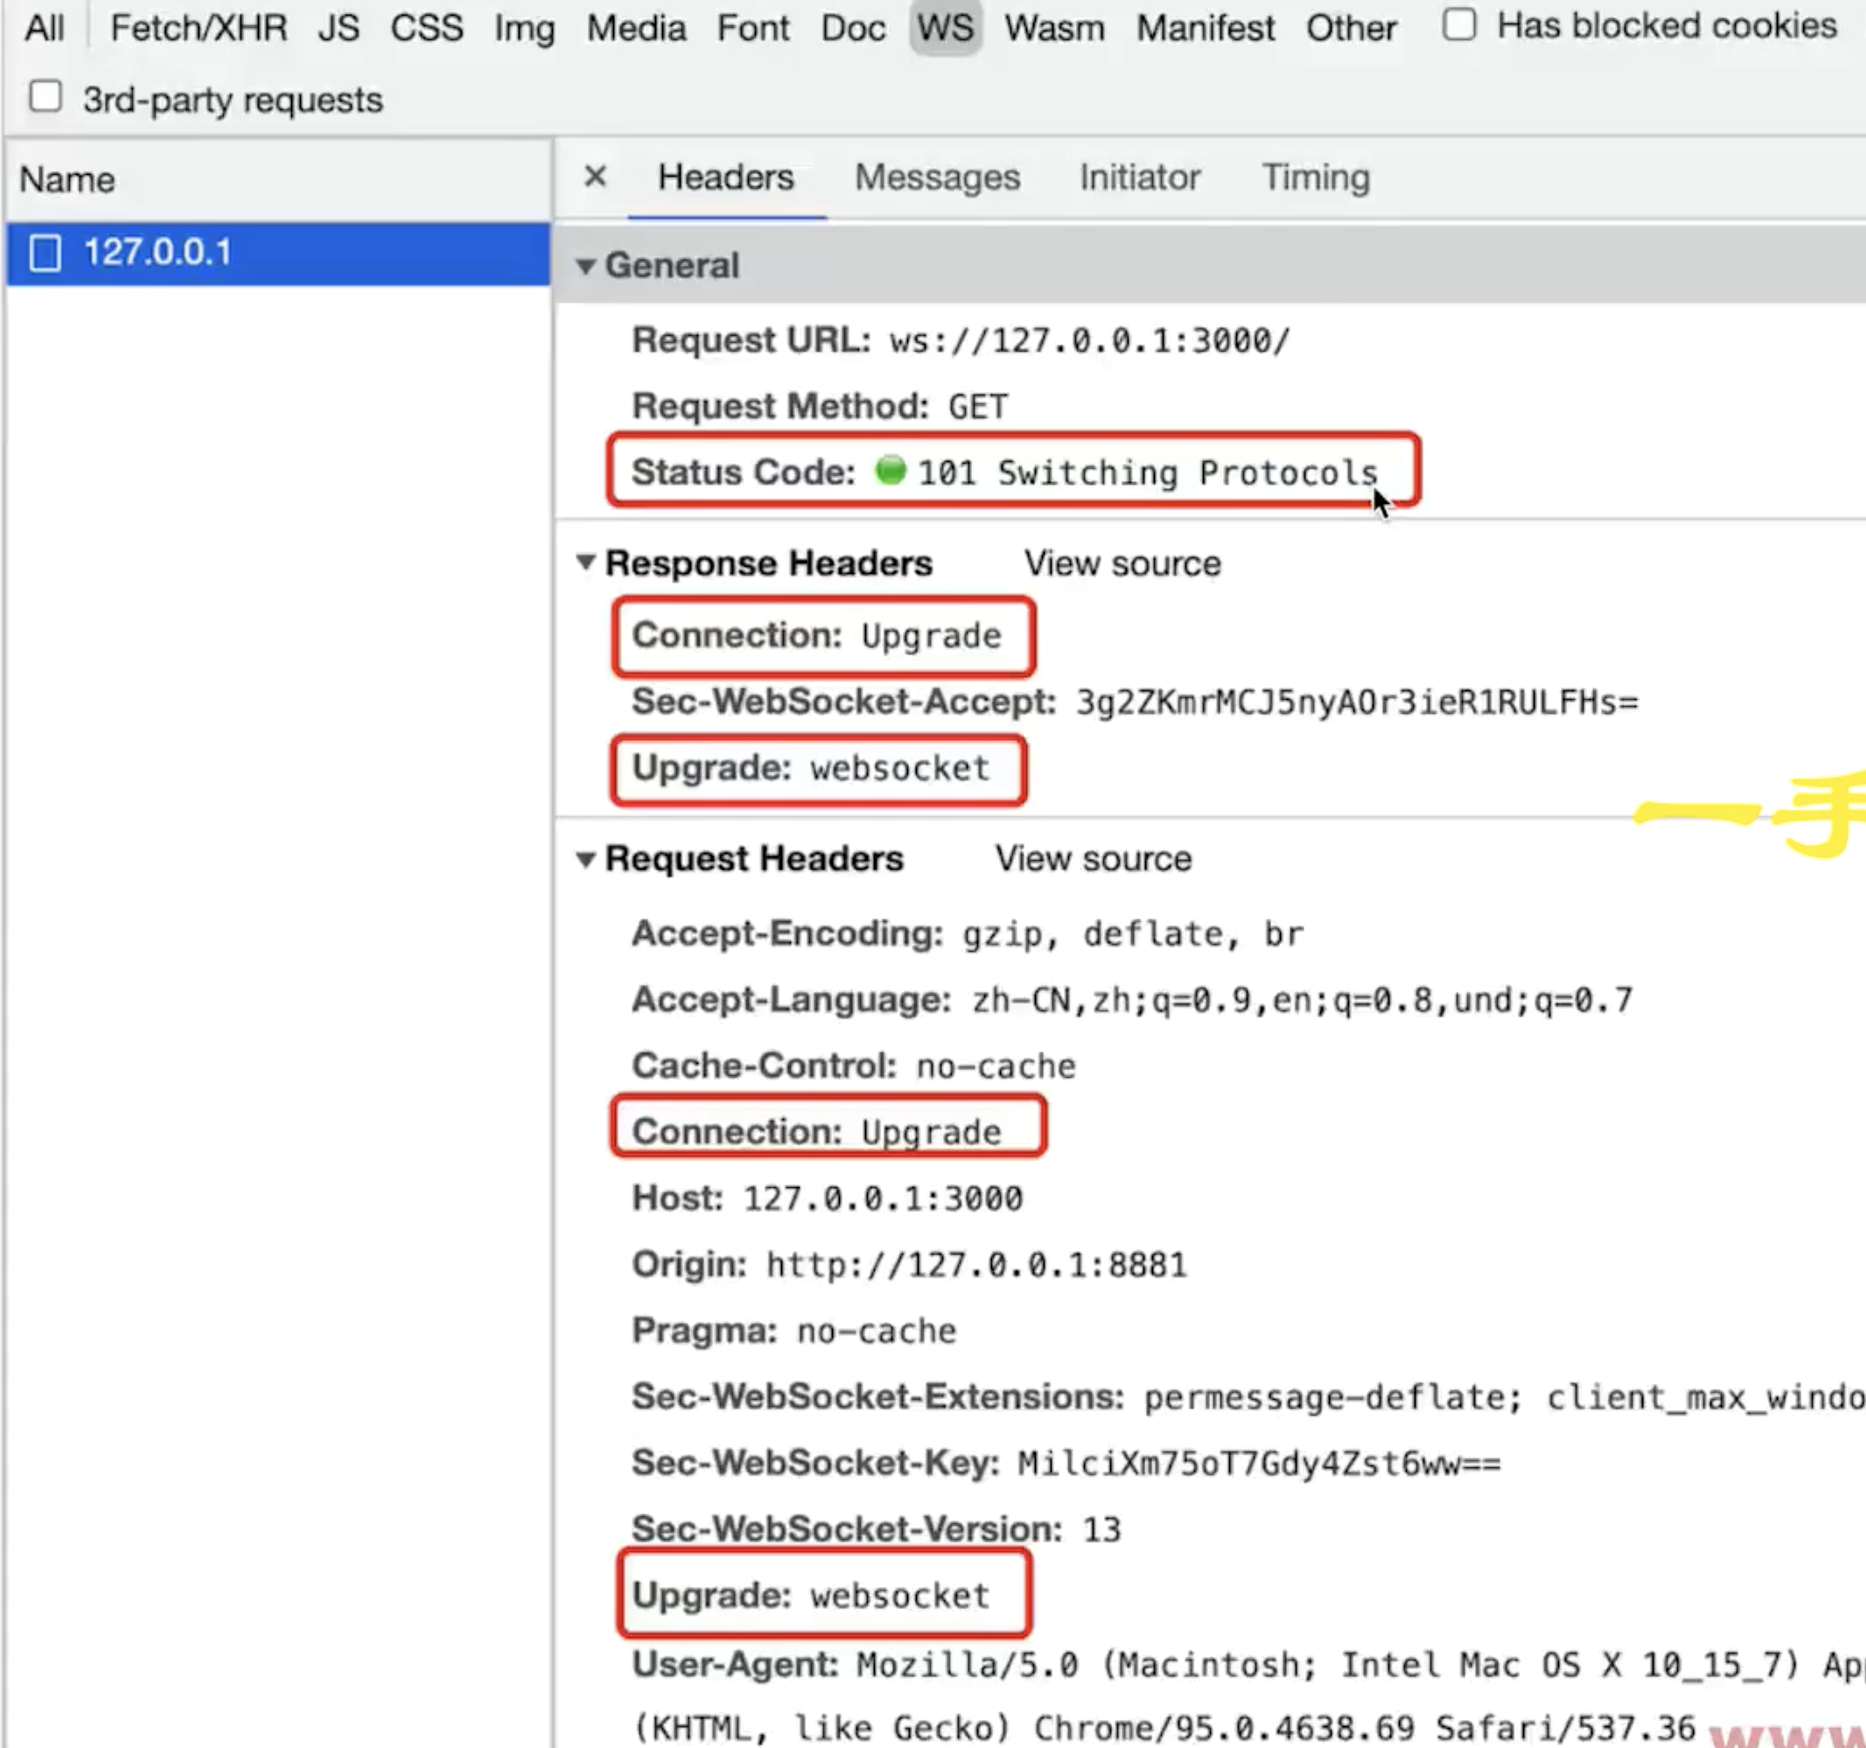 All Fetch/XHR JS CSS Img Media Font Doc WS Wasm Manifest Other Has blocked cookies
3rd-party requests
Name
127.0.0.1
× Headers Messages Initiator Timing
▼ General
Request URL: ws://127.0.0.1:3000/
Request Method: GET
Status Code: 101 Switching Protocols
▼ Response Headers View source
Connection: Upgrade
Sec-WebSocket-Accept: 3g2ZKmrMCJ5nyAOr3ieR1RULFHs=
Upgrade: websocket
一手
▼ Request Headers View source
Accept-Encoding: gzip, deflate, br
Accept-Language: zh-CN,zh;q=0.9,en;q=0.8,und;q=0.7
Cache-Control: no-cache
Connection: Upgrade
Host: 127.0.0.1:3000
Origin: http://127.0.0.1:8881
Pragma: no-cache
Sec-WebSocket-Extensions: permessage-deflate; client_max_windo
Sec-WebSocket-Key: MilciXm75oT7Gdy4Zst6ww==
Sec-WebSocket-Version: 13
Upgrade: websocket
User-Agent: Mozilla/5.0 (Macintosh; Intel Mac OS X 10_15_7) Ap
(KHTML, like Gecko) Chrome/95.0.4638.69 Safari/537.36
www